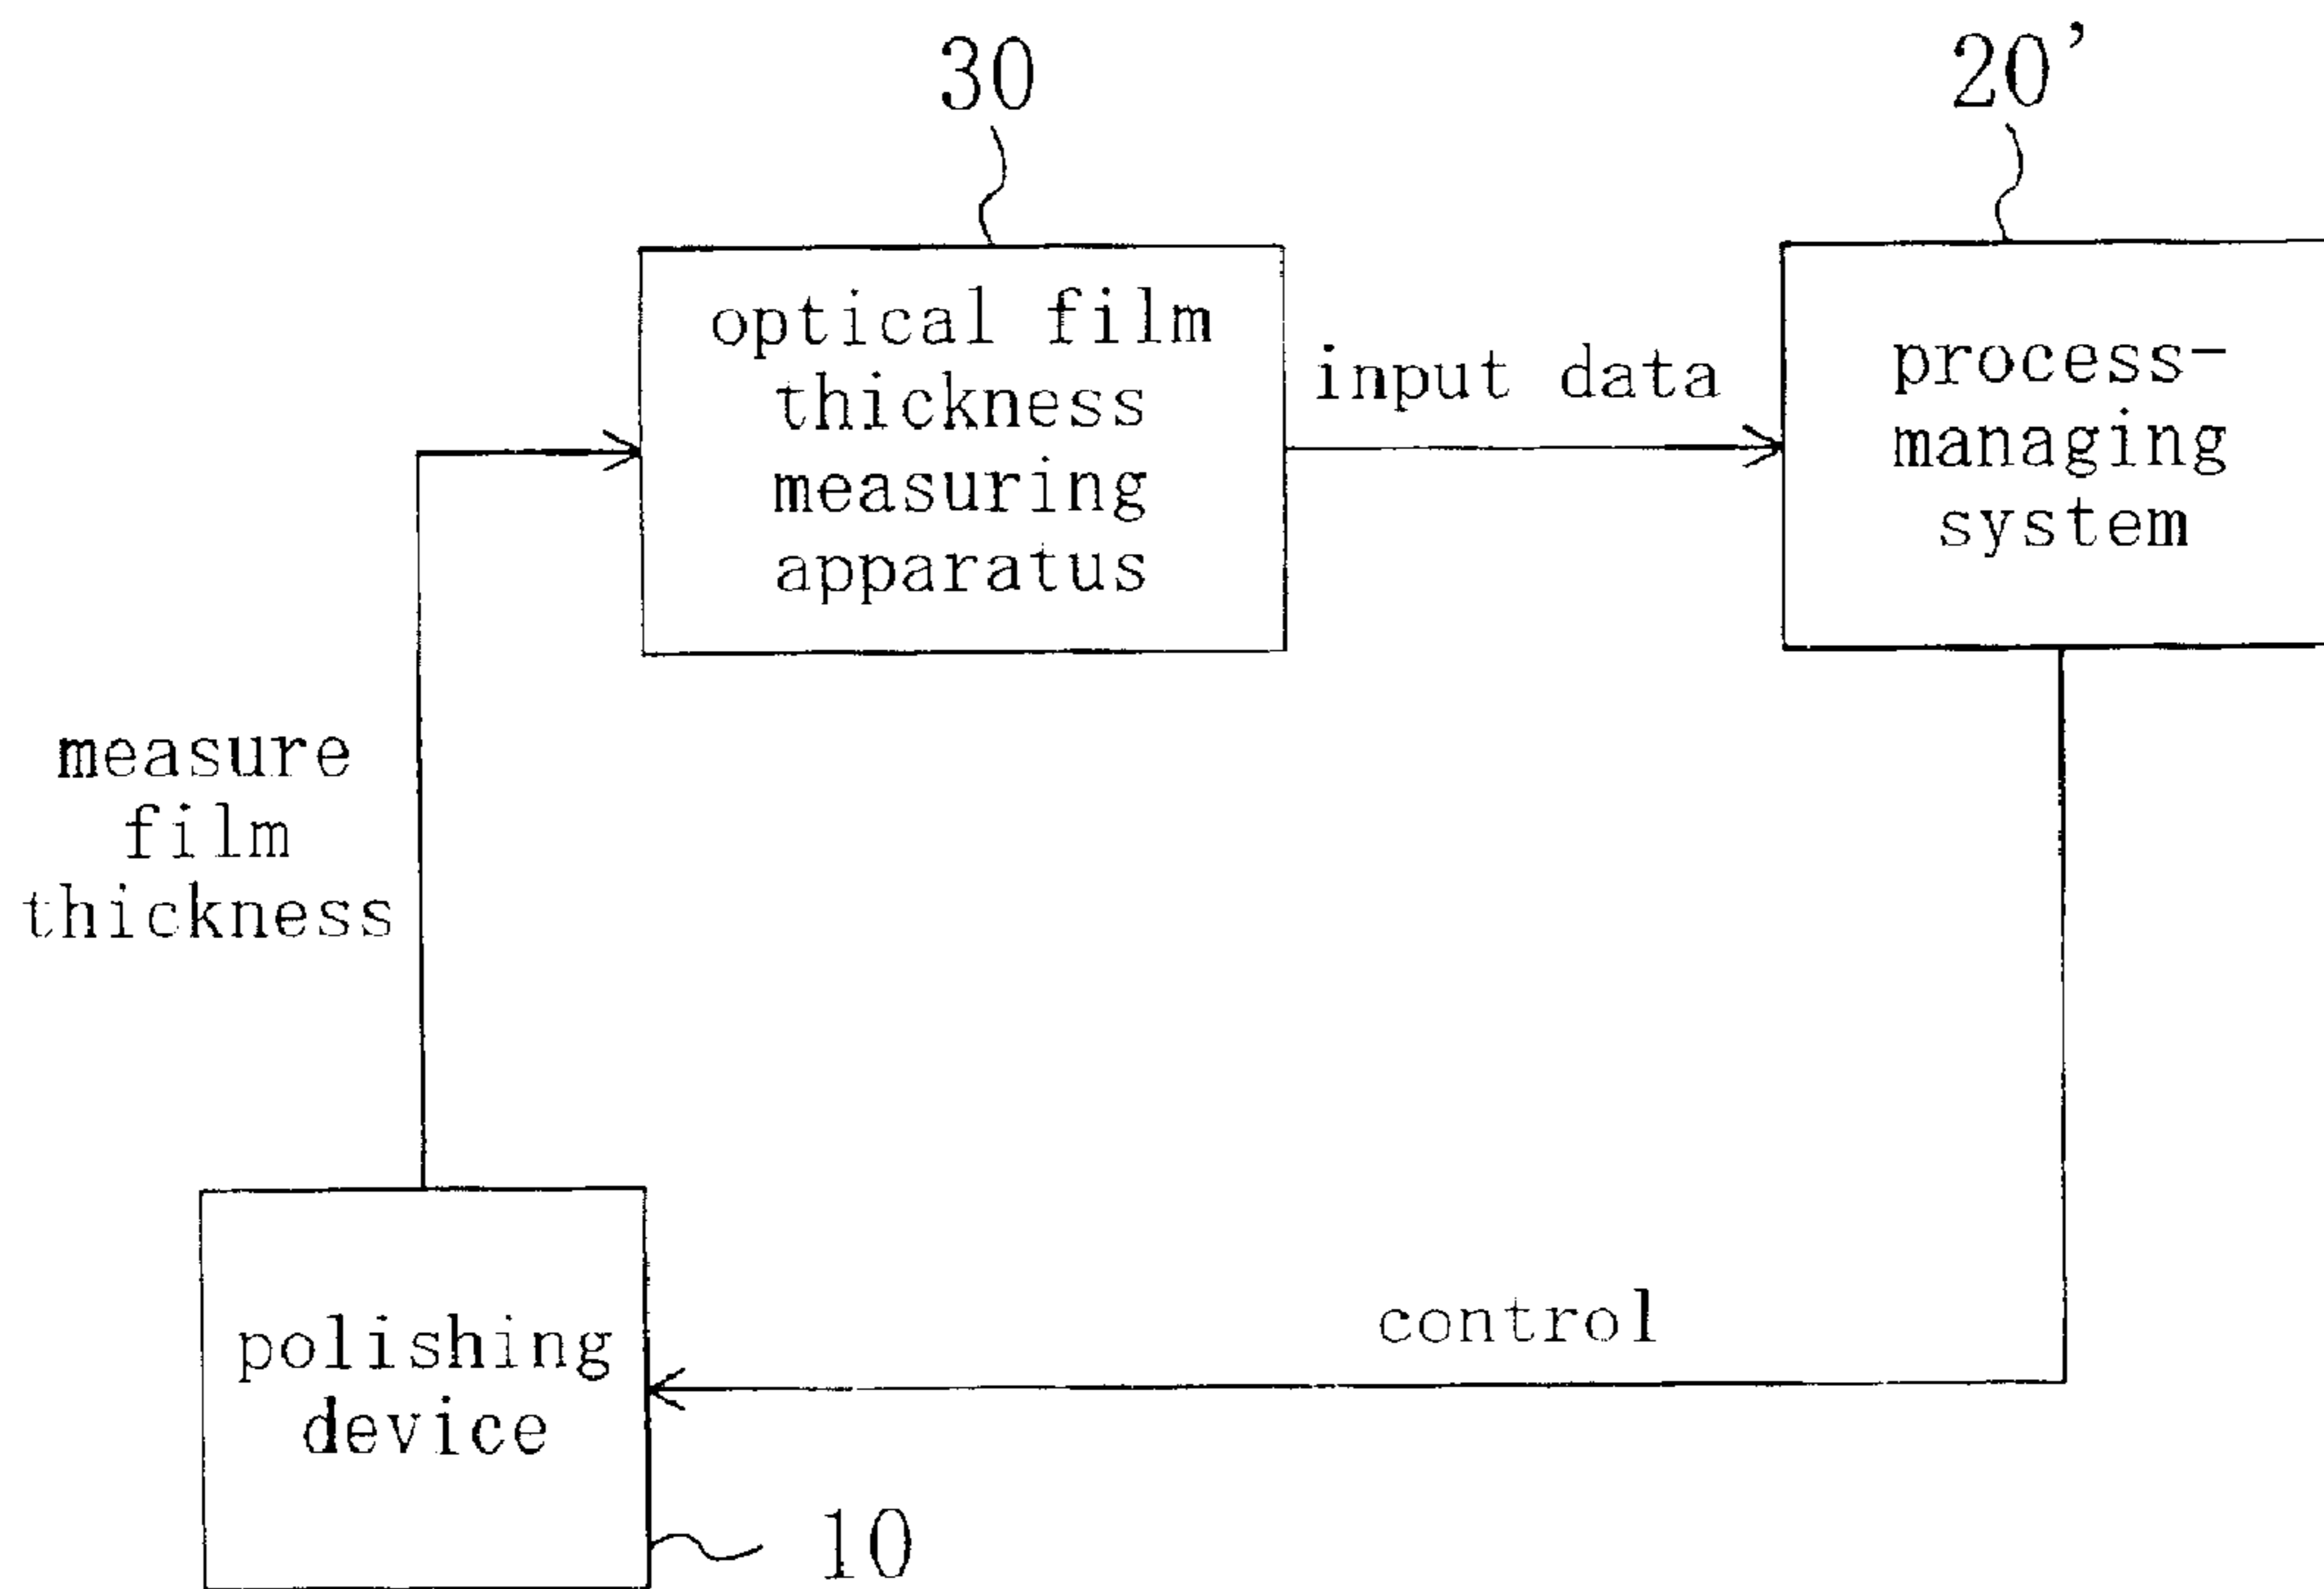 30
20'
optical film
thickness
measuring
apparatus
input data
process-
managing
system
measure
film
thickness
polishing
device
control
10